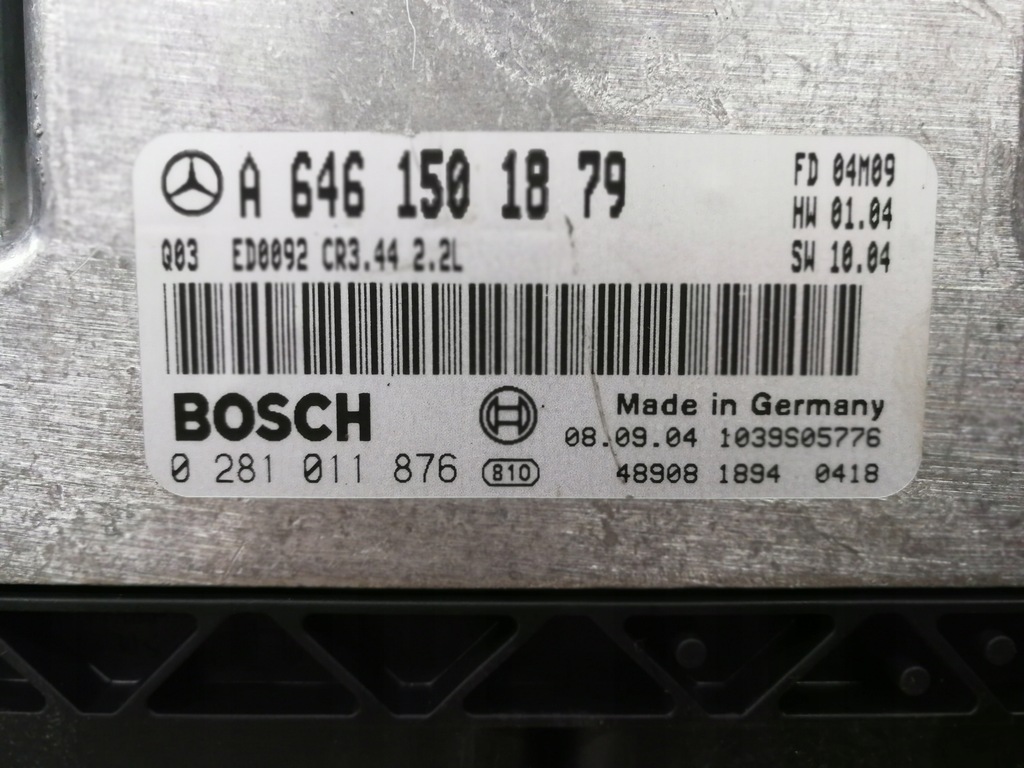 A 646 150 18 79
FD 04M09
HW 01.04
Q03 ED0092 CR3.44 2.2L
SW 10.04
BOSCH
Made in Germany
08.09.04 1039S05776
0 281 011 876
810
48908 1894 0418